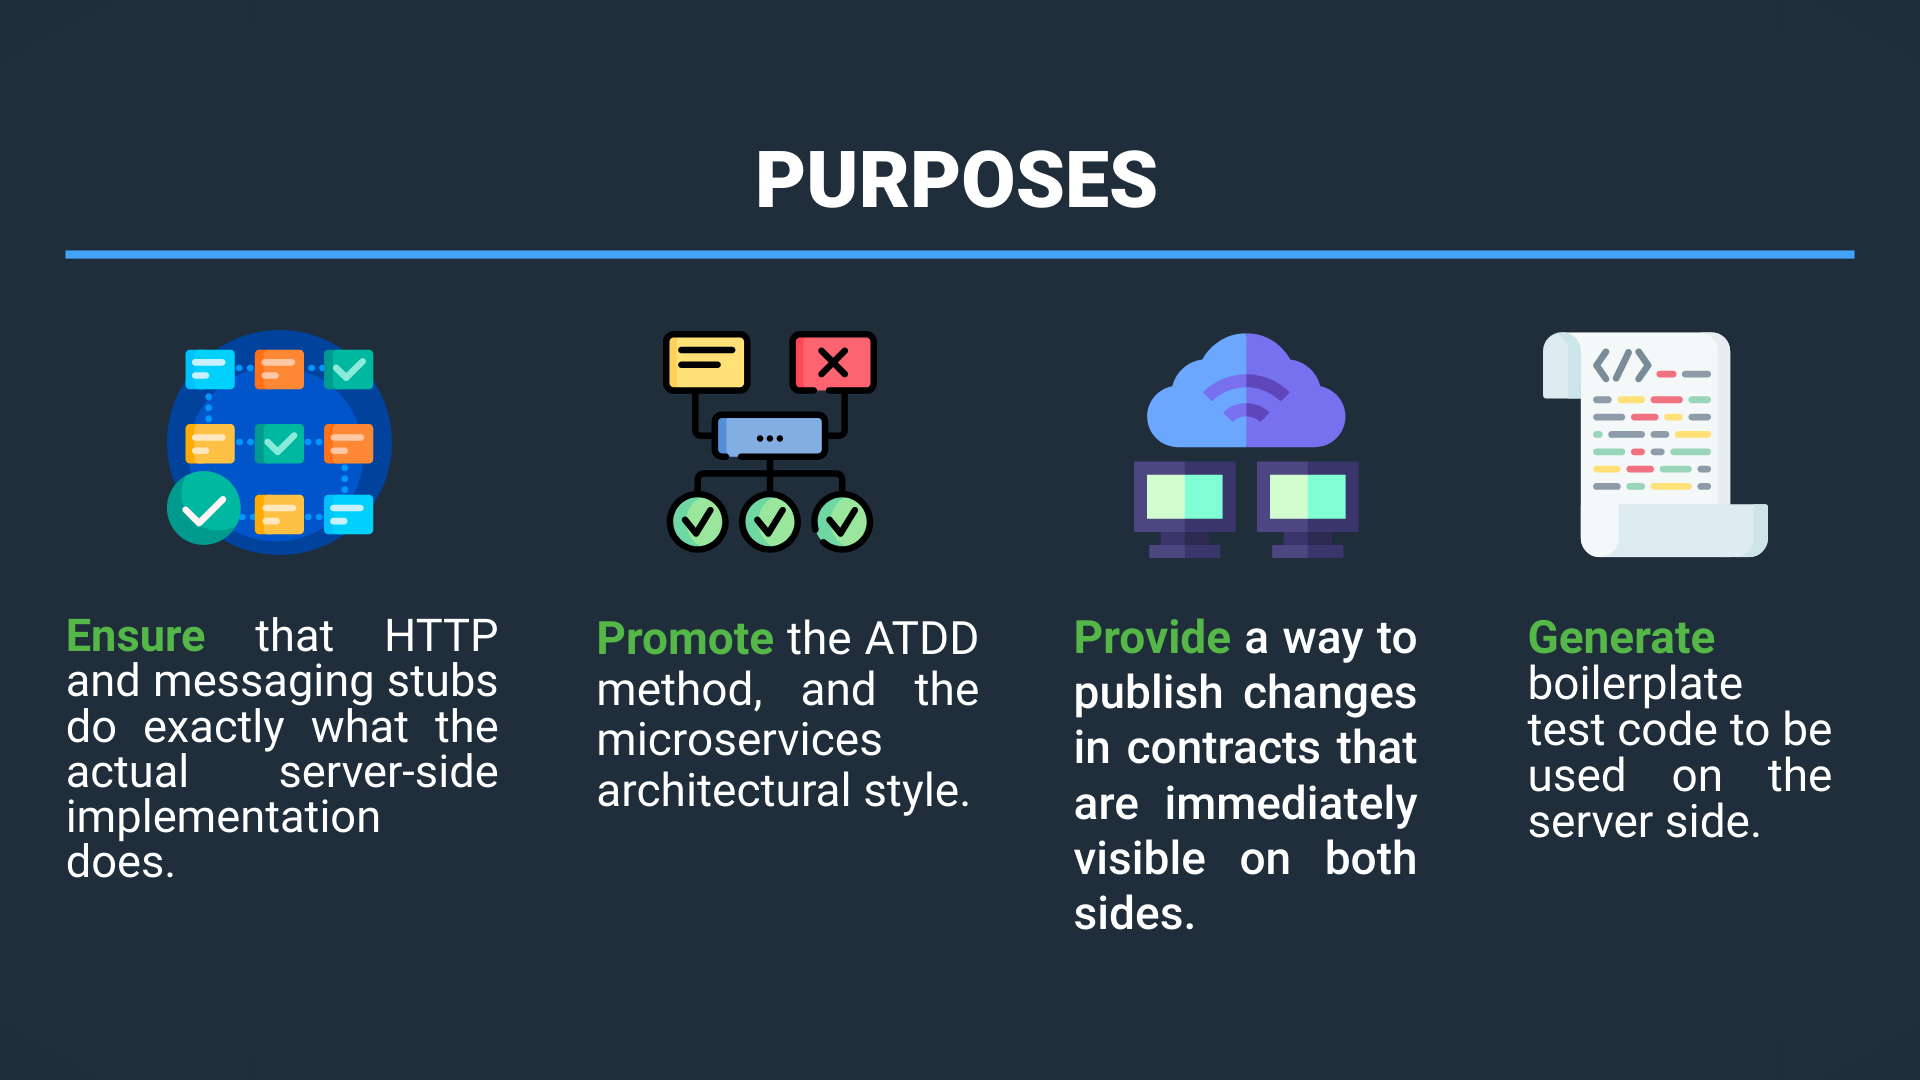 PURPOSES
Ensure that HTTP
and messaging stubs
do exactly what the
actual server-side
implementation
does.
Promote the ATDD
method, and the
microservices
architectural style.
Provide a way to
publish changes
in contracts that
are immediately
visible on both
sides.
Generate
boilerplate
test code to be
used on the
server side.